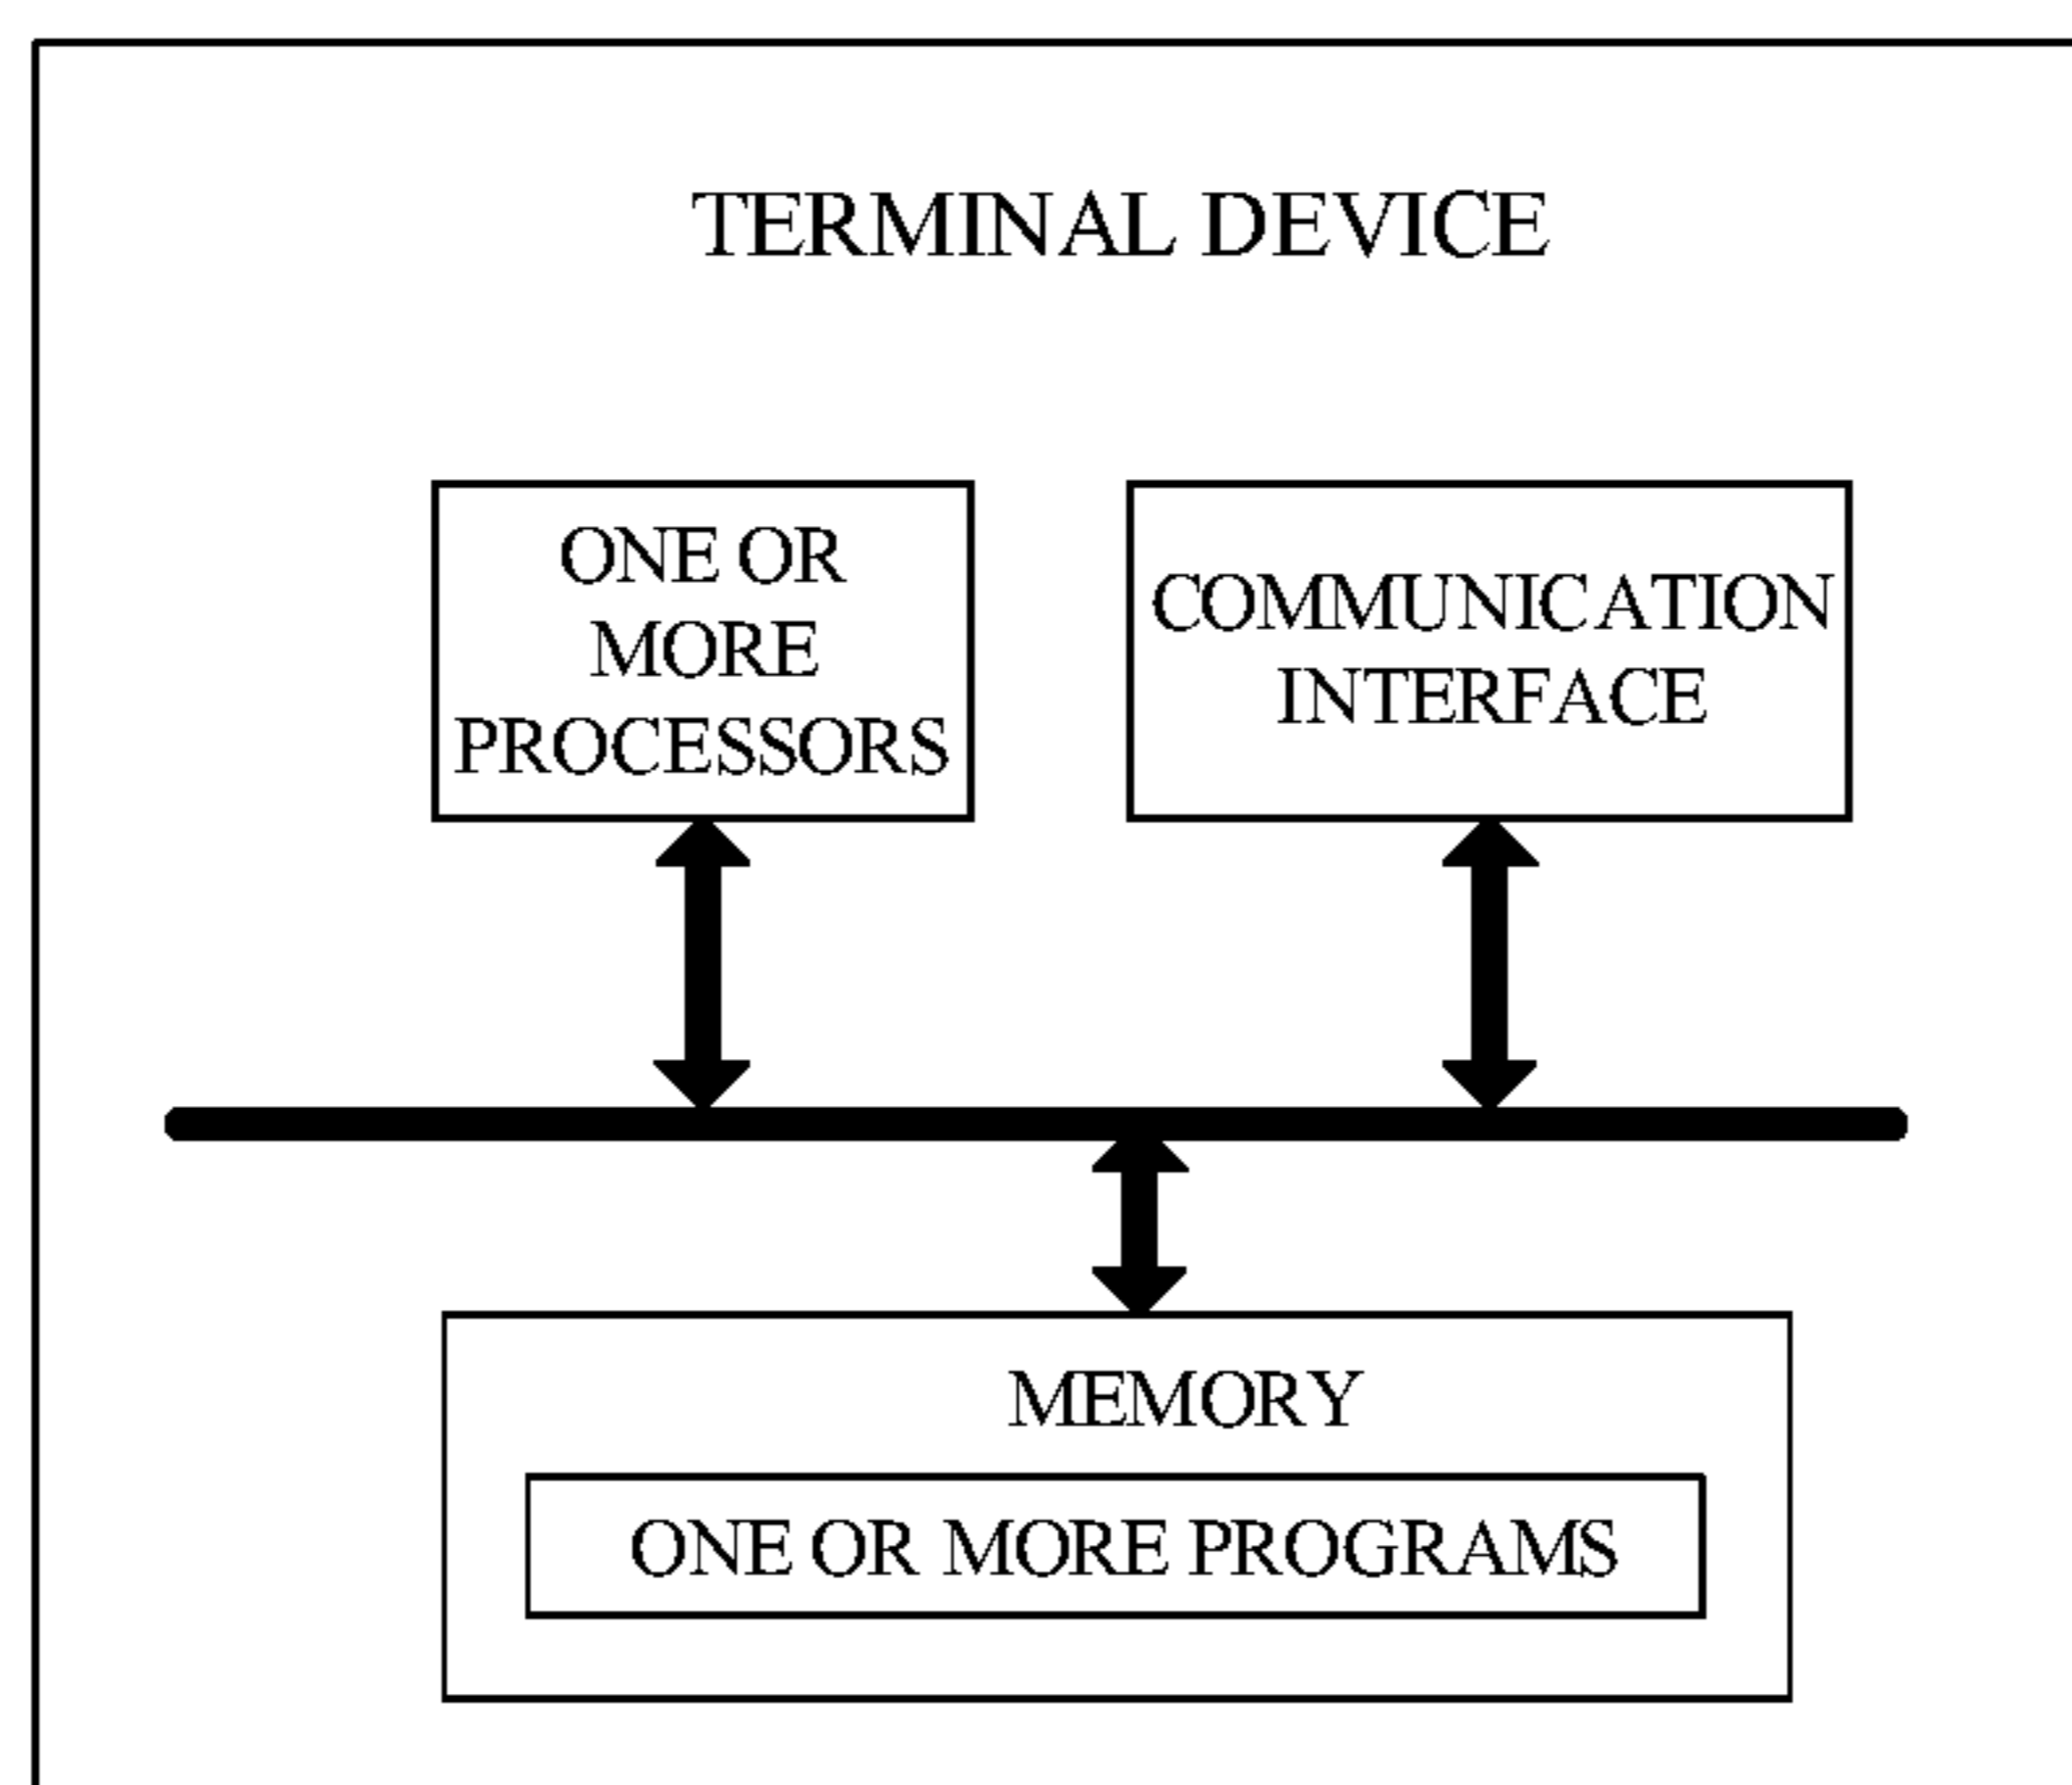 TERMINAL DEVICE
ONE OR
MORE
PROCESSORS
COMMUNICATION
INTERFACE
MEMORY
ONE OR MORE PROGRAMS